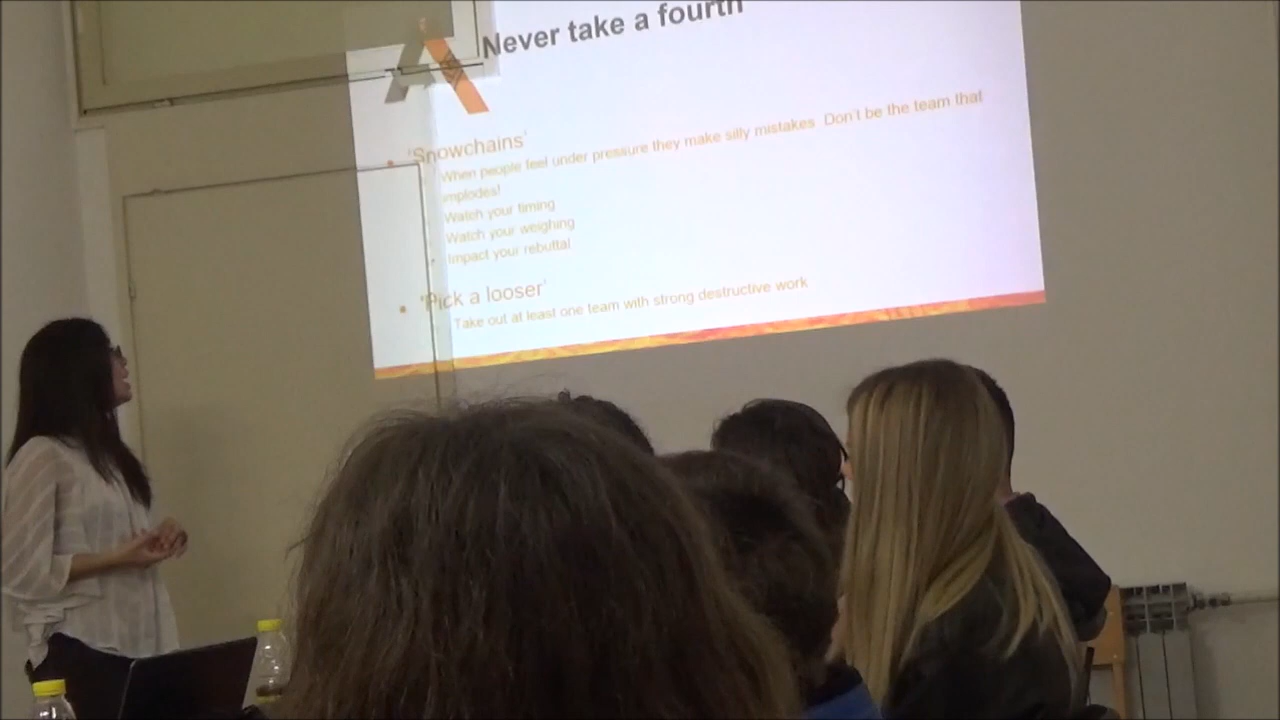 Never take a fourth
'Snowchains'
When people feel under pressure they make silly mistakes Don't be the team that
implodes!
Watch your timing
Watch your weighing
Impact your rebuttal
'Pick a looser'
Take out at least one team with strong destructive work